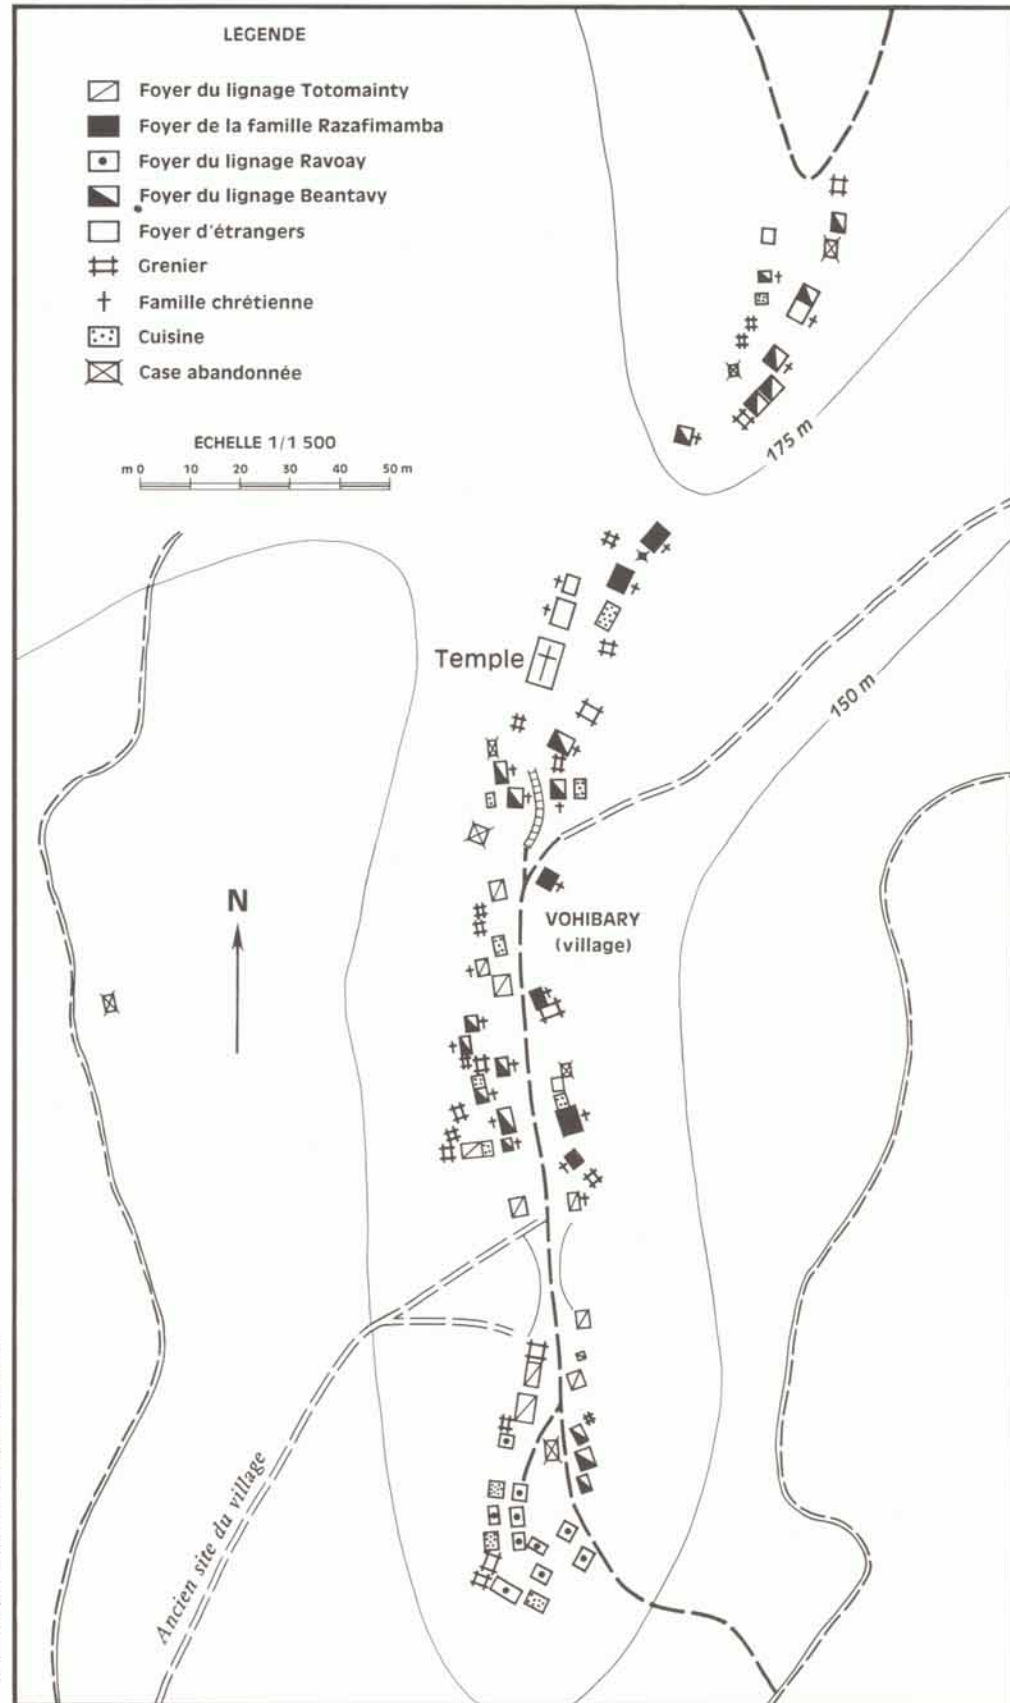 LÉGENDE
Foyer du lignage Totomainty
Foyer de la famille Razafimamba
Foyer du lignage Ravoay
Foyer du lignage Beantavy
Foyer d'étrangers
Grenier
Famille chrétienne
Cuisine
Case abandonnée
ECHELLE 1/1 500
m 0 10 20 30 40 50 m
175 m
Temple
150 m
N
VOHIBARY
(village)
Ancien site du village